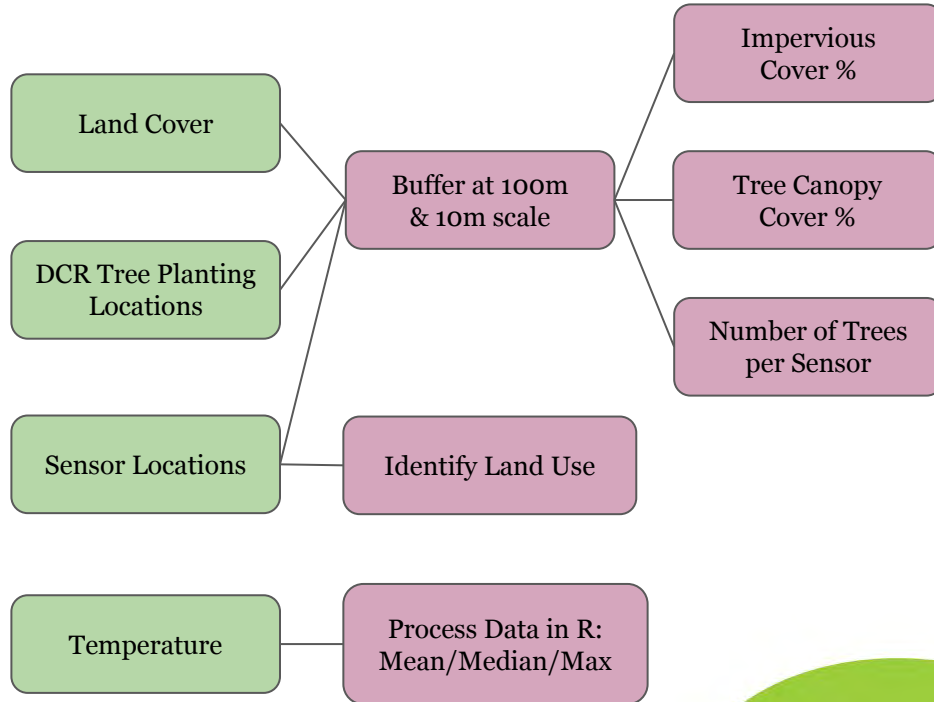 Land Cover
DCR Tree Planting
Locations
Sensor Locations
Temperature
Buffer at 100m
& 10m scale
Identify Land Use
Process Data in R:
Mean/Median/Max
Impervious
Cover %
Tree Canopy
Cover %
Number of Trees
per Sensor